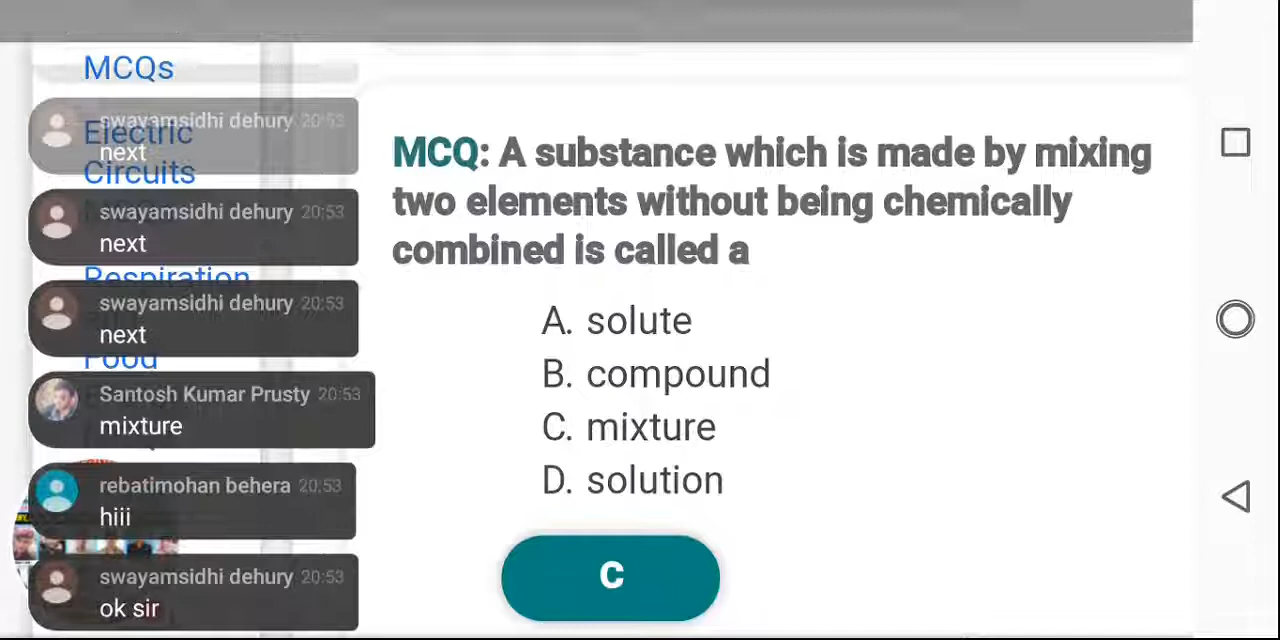 MCQs
swayamsidhi dehury 20:53
Electric
next
Circuits
swayamsidhi dehury 20:53
next
Respiration
swayamsidhi dehury 20:53
next
Food
Santosh Kumar Prusty 20:53
mixture
rebatimohan behera 20:53
hiii
swayamsidhi dehury 20:53
ok sir
MCQ: A substance which is made by mixing
two elements without being chemically
combined is called a
A. solute
B. compound
C. mixture
D. solution
C